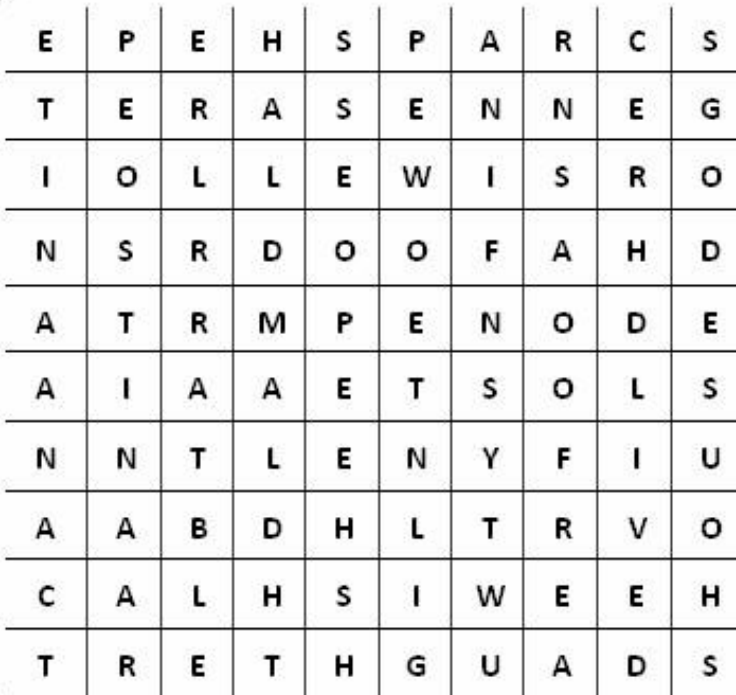 E P E H S P A R C S
T E R A S E N N E G
I O L L E W I S R O
N S R D O O F A H D
A T R M P E N O D E
A I A A E T S O L S
N N T L E N Y F I U
A A B D H L T R V O
C A L H S I W E E H
T R E T H G U A D S